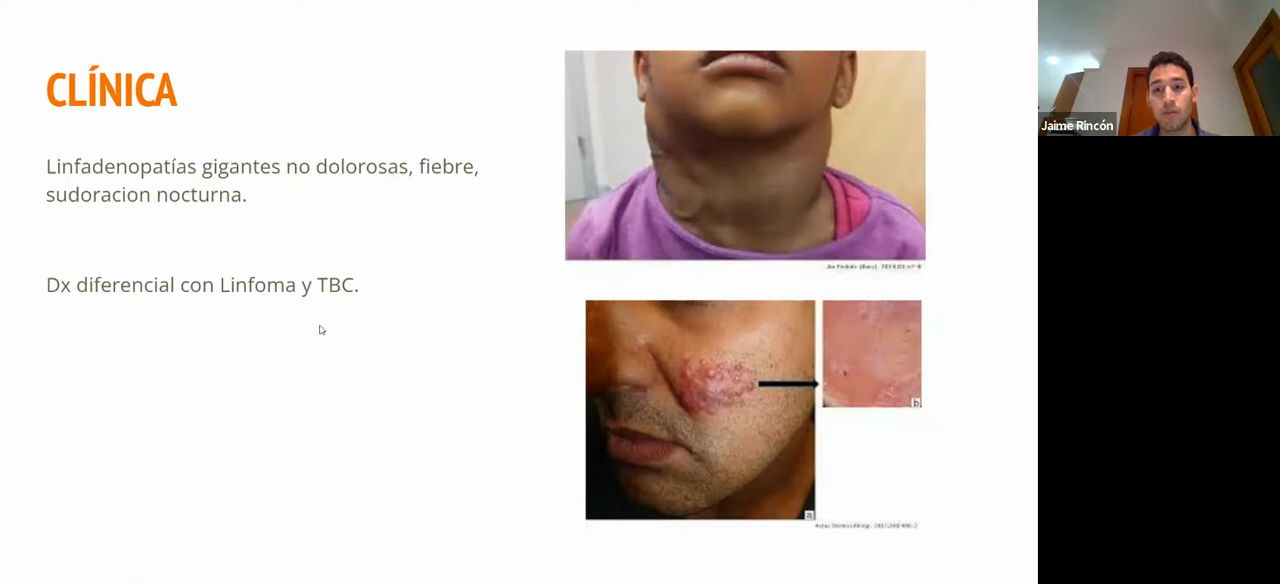 CLÍNICA
Linfadenopatías gigantes no dolorosas, fiebre,
sudoracion nocturna.
Dx diferencial con Linfoma y TBC.
a
b
Jaime Rincón